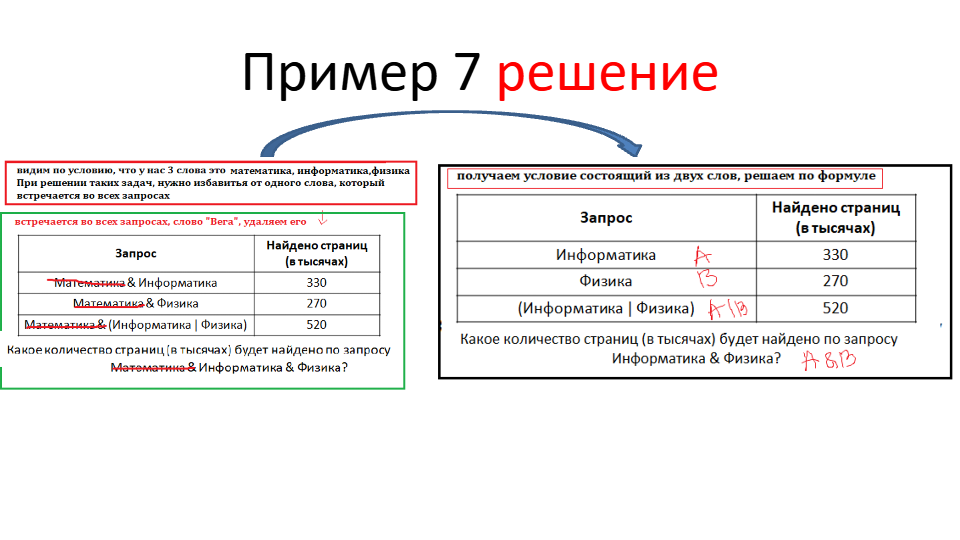 Пример 7 решение
видим по условию, что у нас 3 слова это математика, информатика,физика
При решении таких задач, нужно избавитья от одного слова, который
встречается во всех запросах
встречается во всех запросах, слово "Вега", удаляем его
Запрос
Найдено страниц
(в тысячах)
Математика & Информатика 330
Математика & Физика 270
Математика & (Информатика | Физика) 520
Какое количество страниц (в тысячах) будет найдено по запросу
Математика & Информатика & Физика?
получаем условие состоящий из двух слов, решаем по формуле
Запрос
Найдено страниц
(в тысячах)
Информатика A 330
Физика B 270
(Информатика | Физика) A|B 520
Какое количество страниц (в тысячах) будет найдено по запросу
Информатика & Физика? A&B